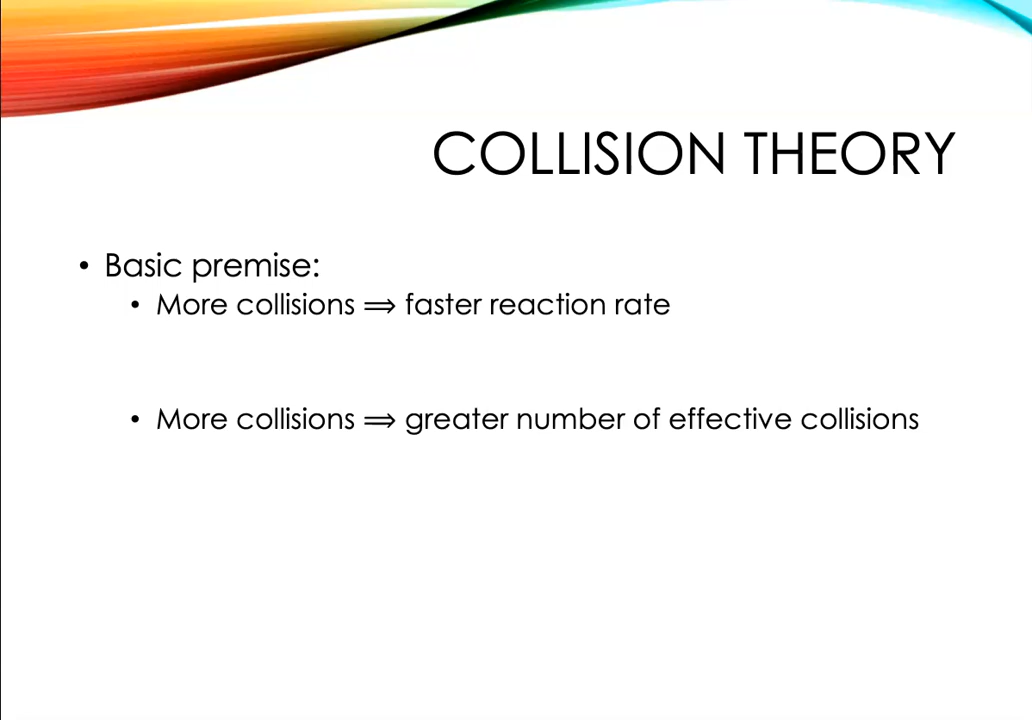 COLLISION THEORY
• Basic premise:
• More collisions ⟹ faster reaction rate
• More collisions ⟹ greater number of effective collisions